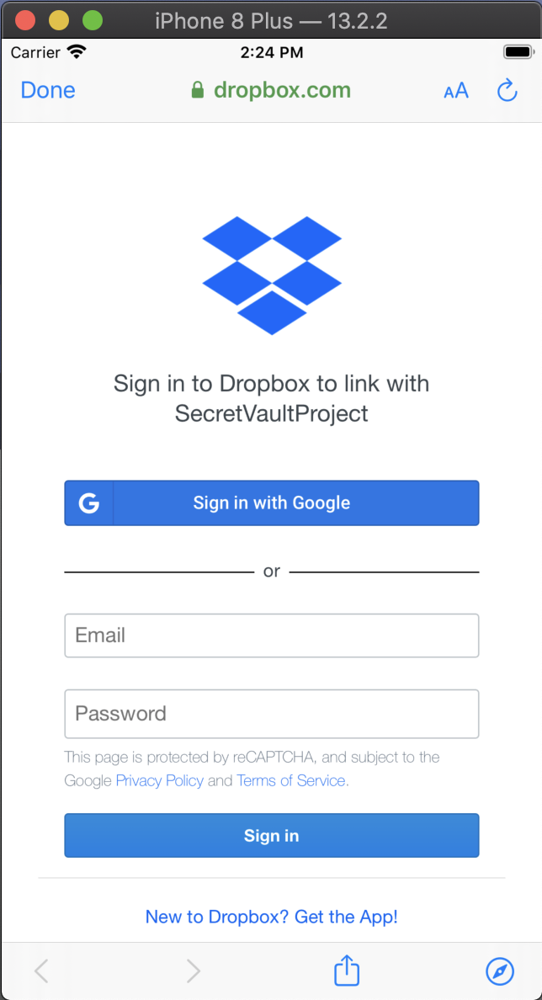 iPhone 8 Plus — 13.2.2
Carrier 2:24 PM
Done dropbox.com AA
Sign in to Dropbox to link with
SecretVaultProject
G Sign in with Google
or
Email
Password
This page is protected by reCAPTCHA, and subject to the
Google Privacy Policy and Terms of Service.
Sign in
New to Dropbox? Get the App!